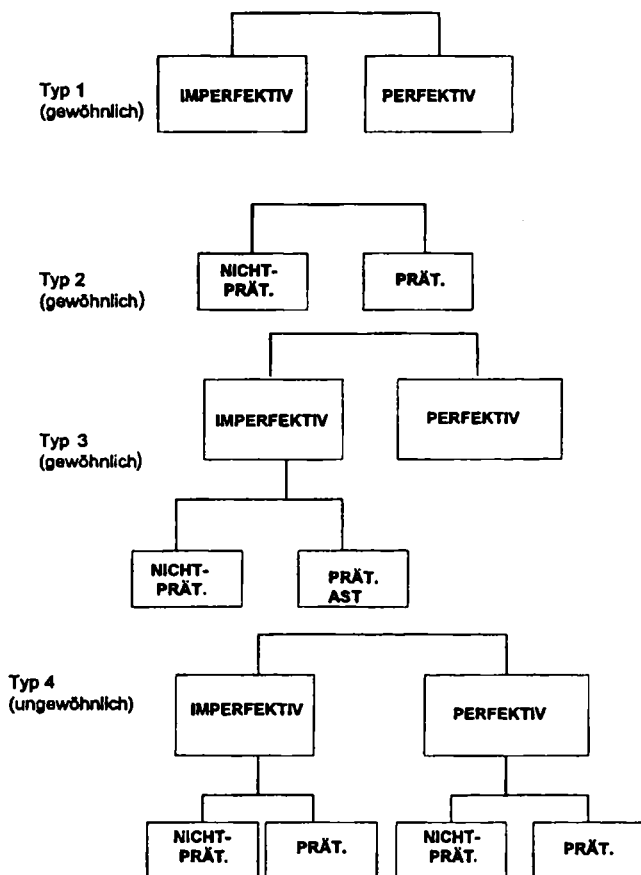 Typ 1
(gewöhnlich)
IMPERFEKTIV
PERFEKTIV
Typ 2
(gewöhnlich)
NICHT-
PRÄT.
PRÄT.
Typ 3
(gewöhnlich)
IMPERFEKTIV
PERFEKTIV
NICHT-
PRÄT.
PRÄT.
AST
Typ 4
(ungewöhnlich)
IMPERFEKTIV
PERFEKTIV
NICHT-
PRÄT.
PRÄT.
NICHT-
PRÄT.
PRÄT.